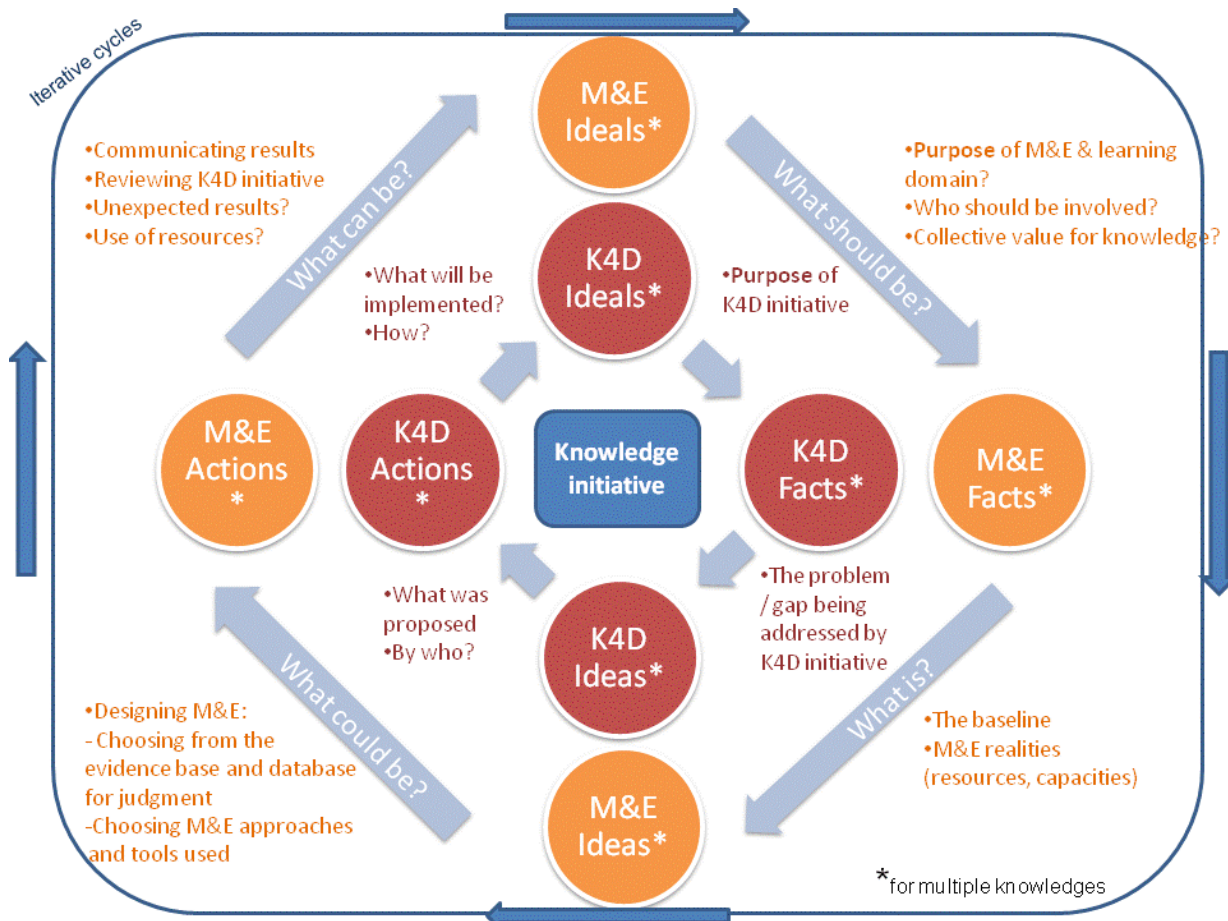 Iterative cycles
M&E
Ideals*
•Communicating results
•Reviewing K4D initiative
•Unexpected results?
•Use of resources?
What can be?
What should be?
•Purpose of M&E & learning
domain?
•Who should be involved?
•Collective value for knowledge?
K4D
Ideals*
•What will be
implemented?
•How?
•Purpose of
K4D initiative
M&E
Actions
*
K4D
Actions
*
Knowledge
initiative
K4D
Facts*
M&E
Facts*
•What was
proposed
•By who?
K4D
Ideas*
•The problem
/ gap being
addressed by
K4D initiative
What could be?
What is?
•Designing M&E:
- Choosing from the
evidence base and database
for judgment
-Choosing M&E approaches
and tools used
M&E
Ideas*
•The baseline
•M&E realities
(resources, capacities)
*for multiple knowledges